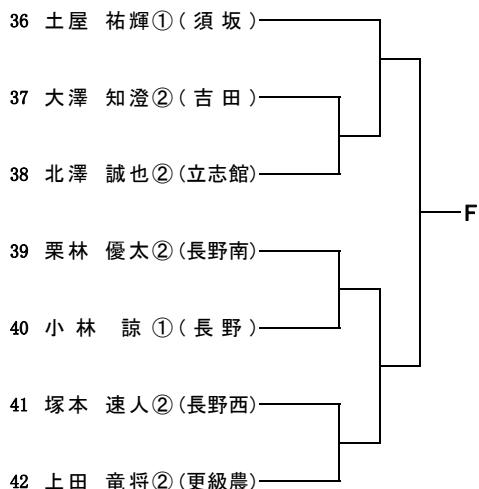 36 土屋 祐輝①(須坂)
37 大澤 知澄②(吉田)
38 北澤 誠也②(立志館)
F
39 栗林 優太②(長野南)
40 小林 諒①(長野)
41 塚本 速人②(長野西)
42 上田 竜将②(更級農)